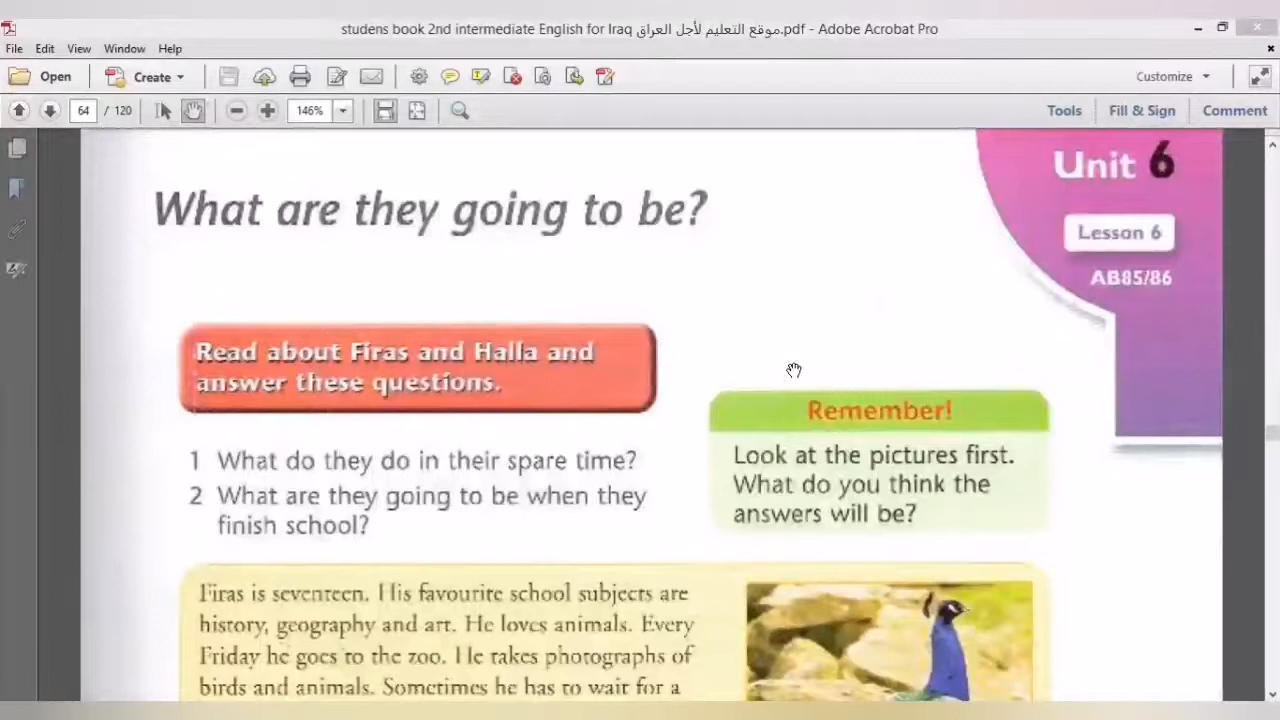 studens book 2nd intermediate English for Iraq موقع التعليم لأجل العراق.pdf - Adobe Acrobat Pro
File Edit View Window Help
Open Create Customize
64 / 120 146% Tools Fill & Sign Comment
Unit 6
What are they going to be?
Lesson 6
AB85/86
Read about Firas and Halla and
answer these questions.
Remember!
1 What do they do in their spare time?
2 What are they going to be when they
finish school?
Look at the pictures first.
What do you think the
answers will be?
Firas is seventeen. His favourite school subjects are
history, geography and art. He loves animals. Every
Friday he goes to the zoo. He takes photographs of
birds and animals. Sometimes he has to wait for a